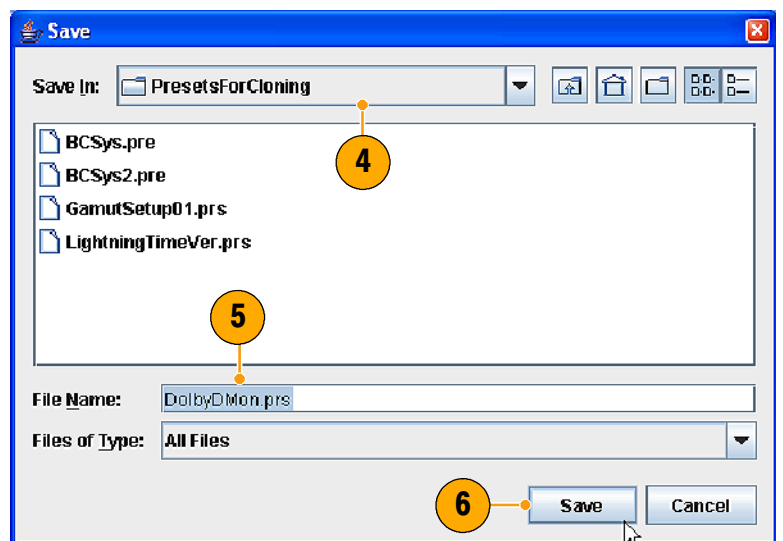 Save
Save In: PresetsForCloning
4
BCSys.pre
BCSys2.pre
GamutSetup01.prs
LightningTimeVer.prs
5
File Name: DolbyDMon.prs
Files of Type: All Files
6 Save Cancel